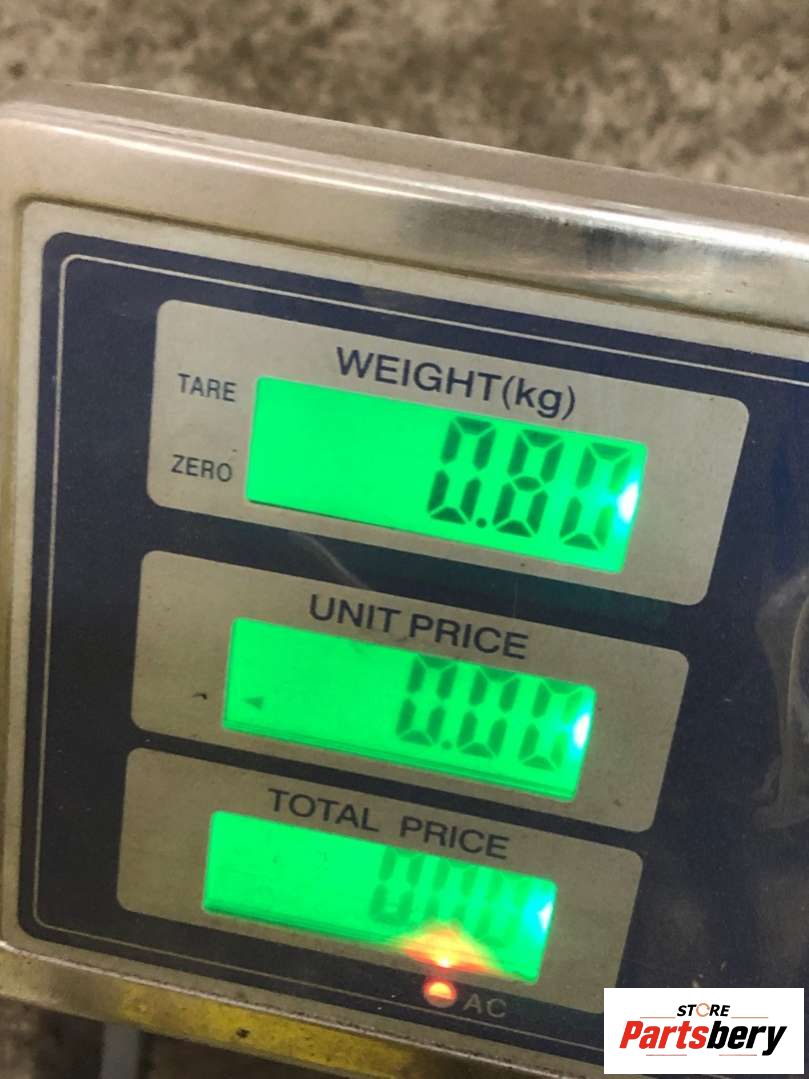 WEIGHT(kg)
TARE
0.80
ZERO
UNIT PRICE
0.00
TOTAL PRICE
AC
STORE
Partsbery